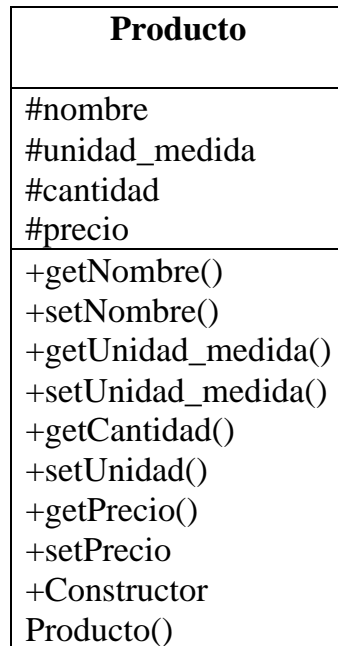 Producto
#nombre
#unidad_medida
#cantidad
#precio
+getNombre()
+setNombre()
+getUnidad_medida()
+setUnidad_medida()
+getCantidad()
+setUnidad()
+getPrecio()
+setPrecio
+Constructor
Producto()